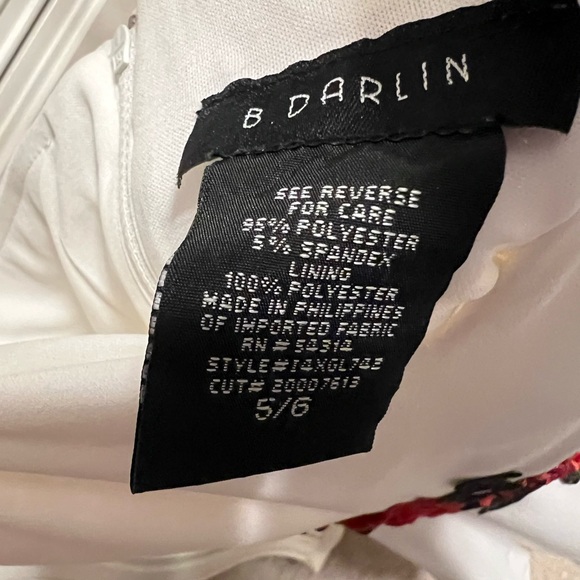 B. DARLIN
SEE REVERSE
FOR CARE
95% POLYESTER
5% SPANDEX
LINING
100% POLYESTER
MADE IN PHILIPPINES
OF IMPORTED FABRIC
RN # 54314
STYLE#14XGL742
CUT# 20007613
5/6